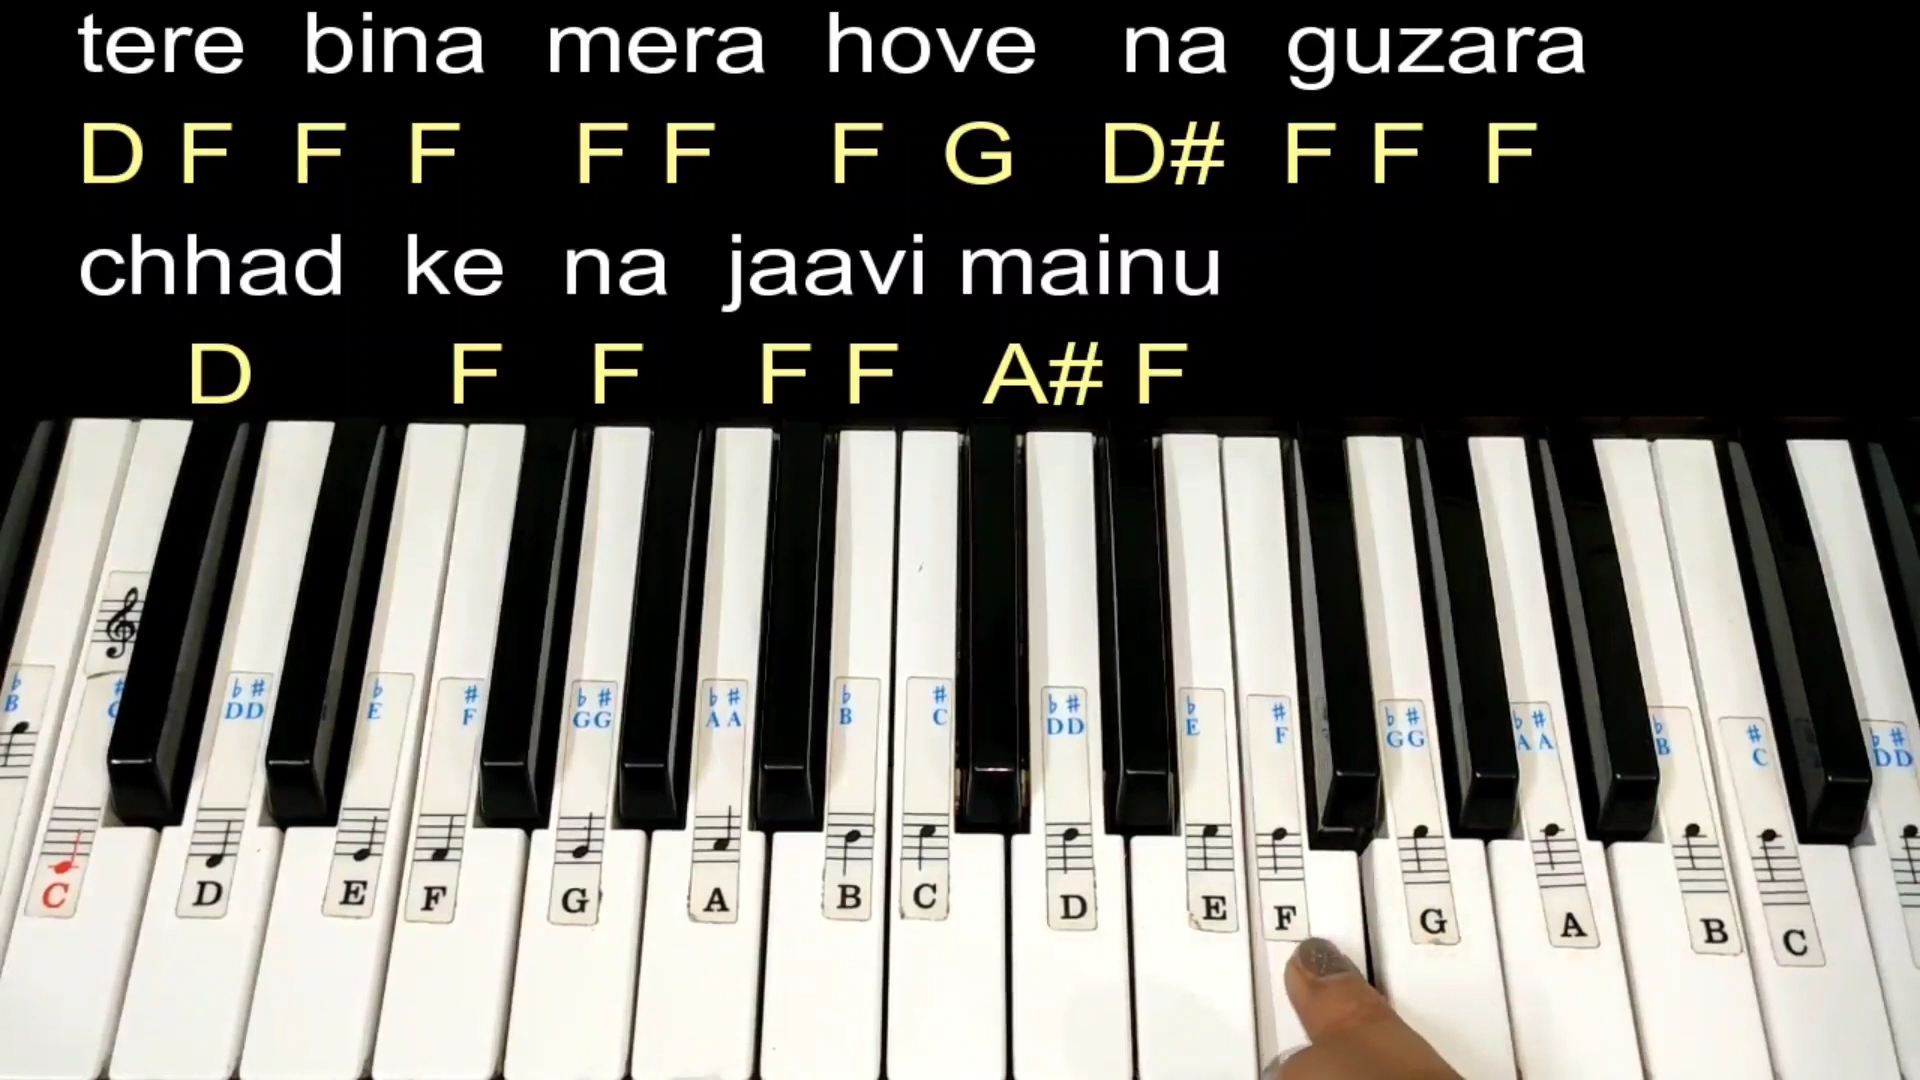 tere bina mera hove na guzara
D F F F F F F G D# F F F
chhad ke na jaavi mainu
D F F F F A# F
♭ B ♭ ♯ D D ♭ E ♯ F ♭ ♯ G G ♭ ♯ A A ♭ B ♯ C ♭ ♯ D D ♭ E ♯ F ♭ ♯ G G ♭ ♯ A A ♭ B ♯ C ♭ ♯ D D
C D E F G A B C D E F G A B C